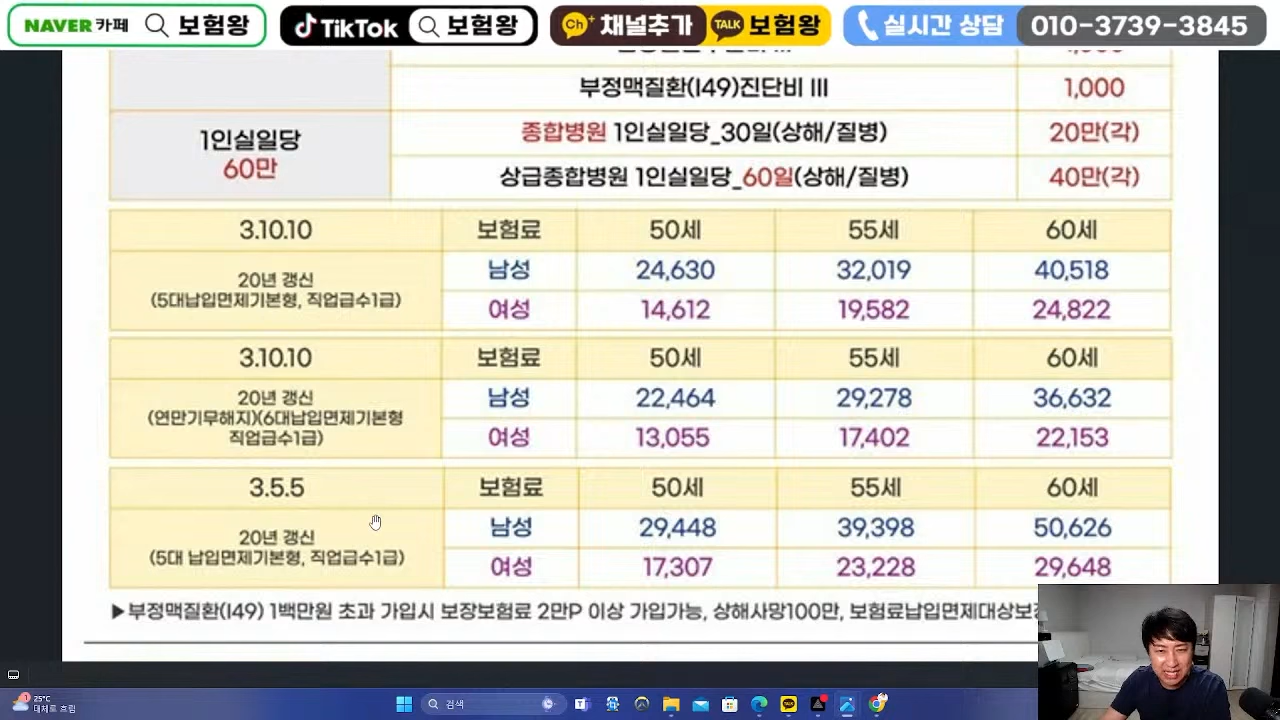 NAVER 카페 보험왕 TikTok 보험왕 Ch+ 채널추가 TALK 보험왕 실시간 상담 010-3739-3845
부정맥질환(I49)진단비 III 1,000
1인실일당
60만
종합병원 1인실일당_30일(상해/질병) 20만(각)
상급종합병원 1인실일당_60일(상해/질병) 40만(각)
3.10.10 보험료 50세 55세 60세
20년 갱신
(5대납입면제기본형, 직업급수1급)
남성 24,630 32,019 40,518
여성 14,612 19,582 24,822
3.10.10 보험료 50세 55세 60세
20년 갱신
(연만기무해지)(6대납입면제기본형
직업급수1급)
남성 22,464 29,278 36,632
여성 13,055 17,402 22,153
3.5.5 보험료 50세 55세 60세
20년 갱신
(5대 납입면제기본형, 직업급수1급)
남성 29,448 39,398 50,626
여성 17,307 23,228 29,648
▶부정맥질환(I49) 1백만원 초과 가입시 보장보험료 2만P 이상 가입가능, 상해사망100만, 보험료납입면제대상보장
25°C
대체로 흐림
검색